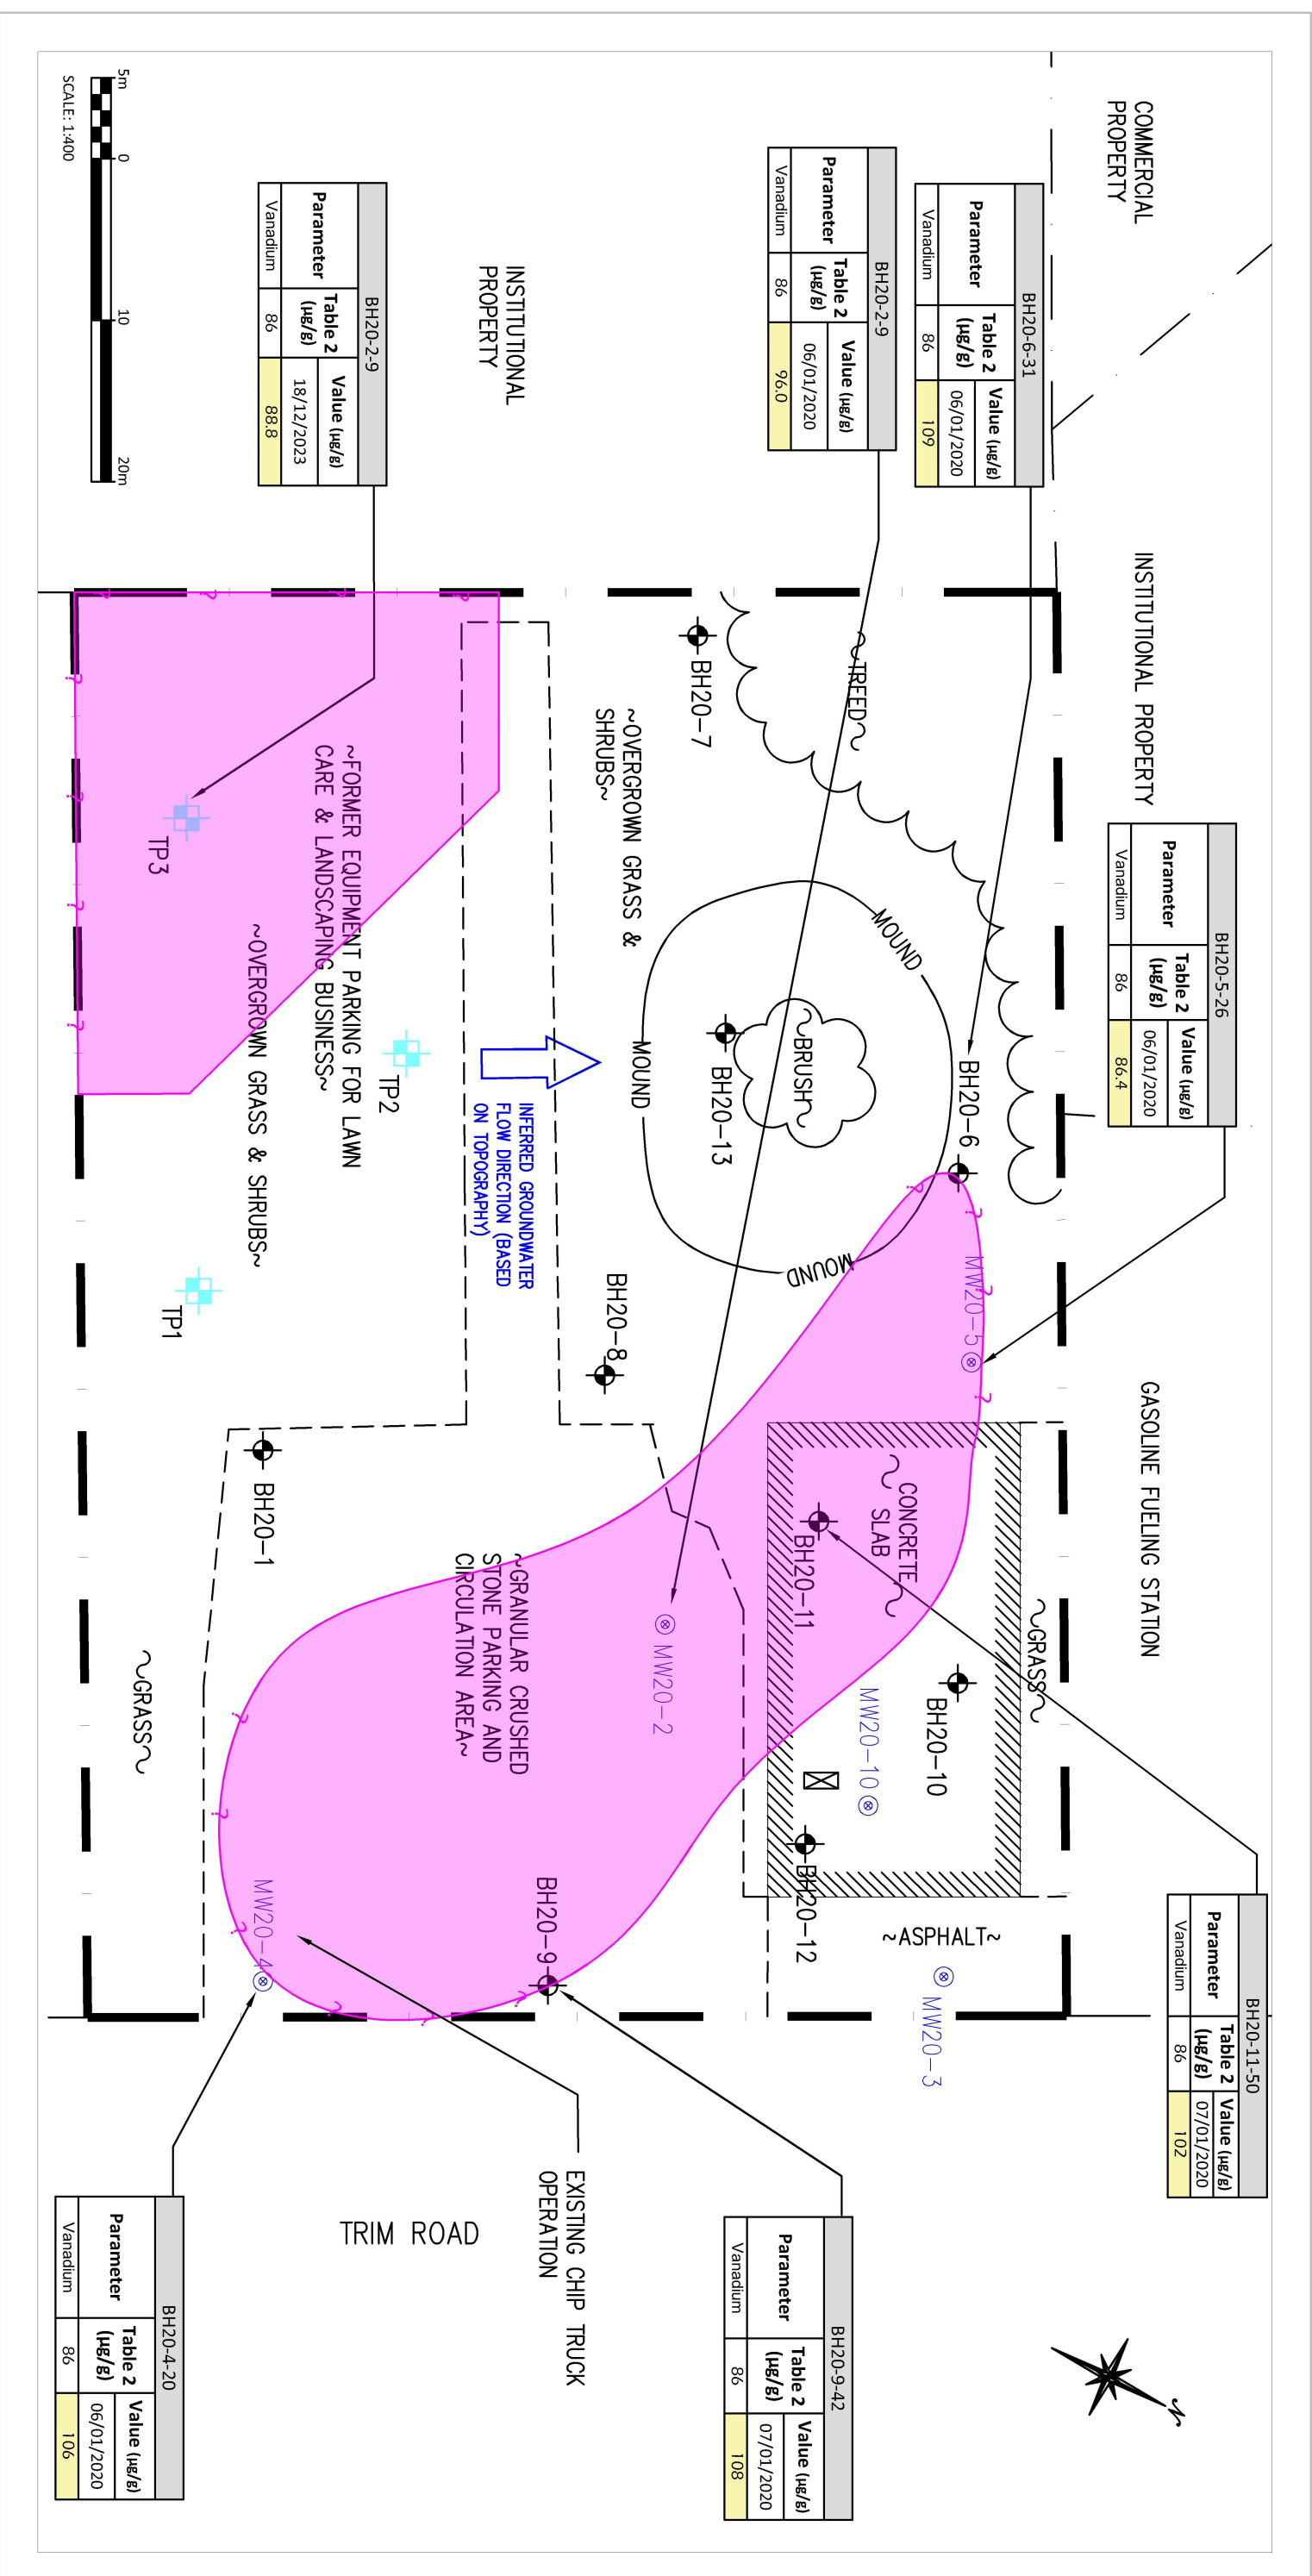 COMMERCIAL
PROPERTY
INSTITUTIONAL PROPERTY
GASOLINE FUELING STATION
INSTITUTIONAL
PROPERTY
BH20-6-31
Parameter Table 2 (µg/g) Value (µg/g)
06/01/2020
Vanadium 86 109
BH20-2-9
Parameter Table 2 (µg/g) Value (µg/g)
06/01/2020
Vanadium 86 96.0
BH20-2-9
Parameter Table 2 (µg/g) Value (µg/g)
18/12/2023
Vanadium 86 88.8
BH20-5-26
Parameter Table 2 (µg/g) Value (µg/g)
06/01/2020
Vanadium 86 86.4
BH20-11-50
Parameter Table 2 (µg/g) Value (µg/g)
07/01/2020
Vanadium 86 102
BH20-9-42
Parameter Table 2 (µg/g) Value (µg/g)
07/01/2020
Vanadium 86 108
BH20-4-20
Parameter Table 2 (µg/g) Value (µg/g)
06/01/2020
Vanadium 86 106
~TREED~
BH20-7
~OVERGROWN GRASS &
SHRUBS~
MOUND
MOUND
MOUND
~BRUSH~
BH20-13
BH20-6
MW20-5
BH20-8
INFERRED GROUNDWATER
FLOW DIRECTION (BASED
ON TOPOGRAPHY)
~FORMER EQUIPMENT PARKING FOR LAWN
CARE & LANDSCAPING BUSINESS~
~OVERGROWN GRASS & SHRUBS~
TP3
TP2
TP1
BH20-1
~CONCRETE
SLAB~
BH20-11
~GRASS~
BH20-10
MW20-10
BH20-12
~ASPHALT~
MW20-3
MW20-2
~GRANULAR CRUSHED
STONE PARKING AND
CIRCULATION AREA~
BH20-9
MW20-4
~GRASS~
EXISTING CHIP TRUCK
OPERATION
TRIM ROAD
N
? ? ? ? ? ? ? ? ?
? ? ? ? ? ? ? ? ? ? ?
5m 0 10 20m
SCALE: 1:400